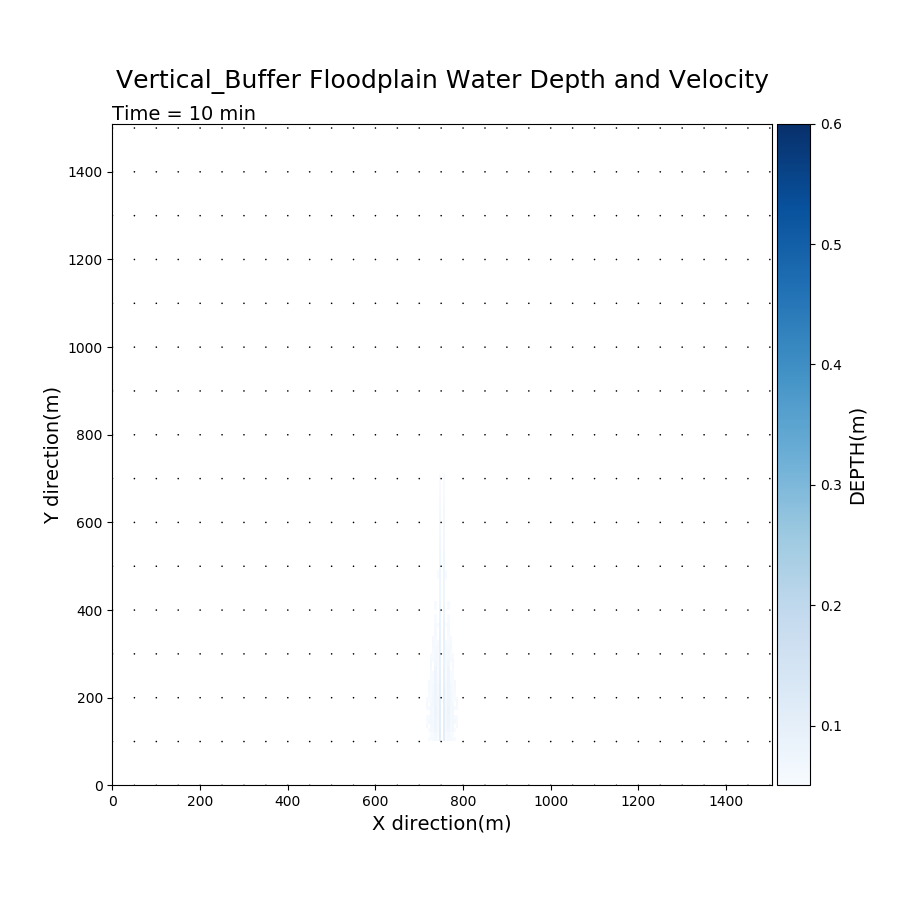 Vertical_Buffer Floodplain Water Depth and Velocity
Time = 10 min
1400
1200
1000
800
600
400
200
0
Y direction(m)
0 200 400 600 800 1000 1200 1400
X direction(m)
0.6
0.5
0.4
0.3
0.2
0.1
DEPTH(m)